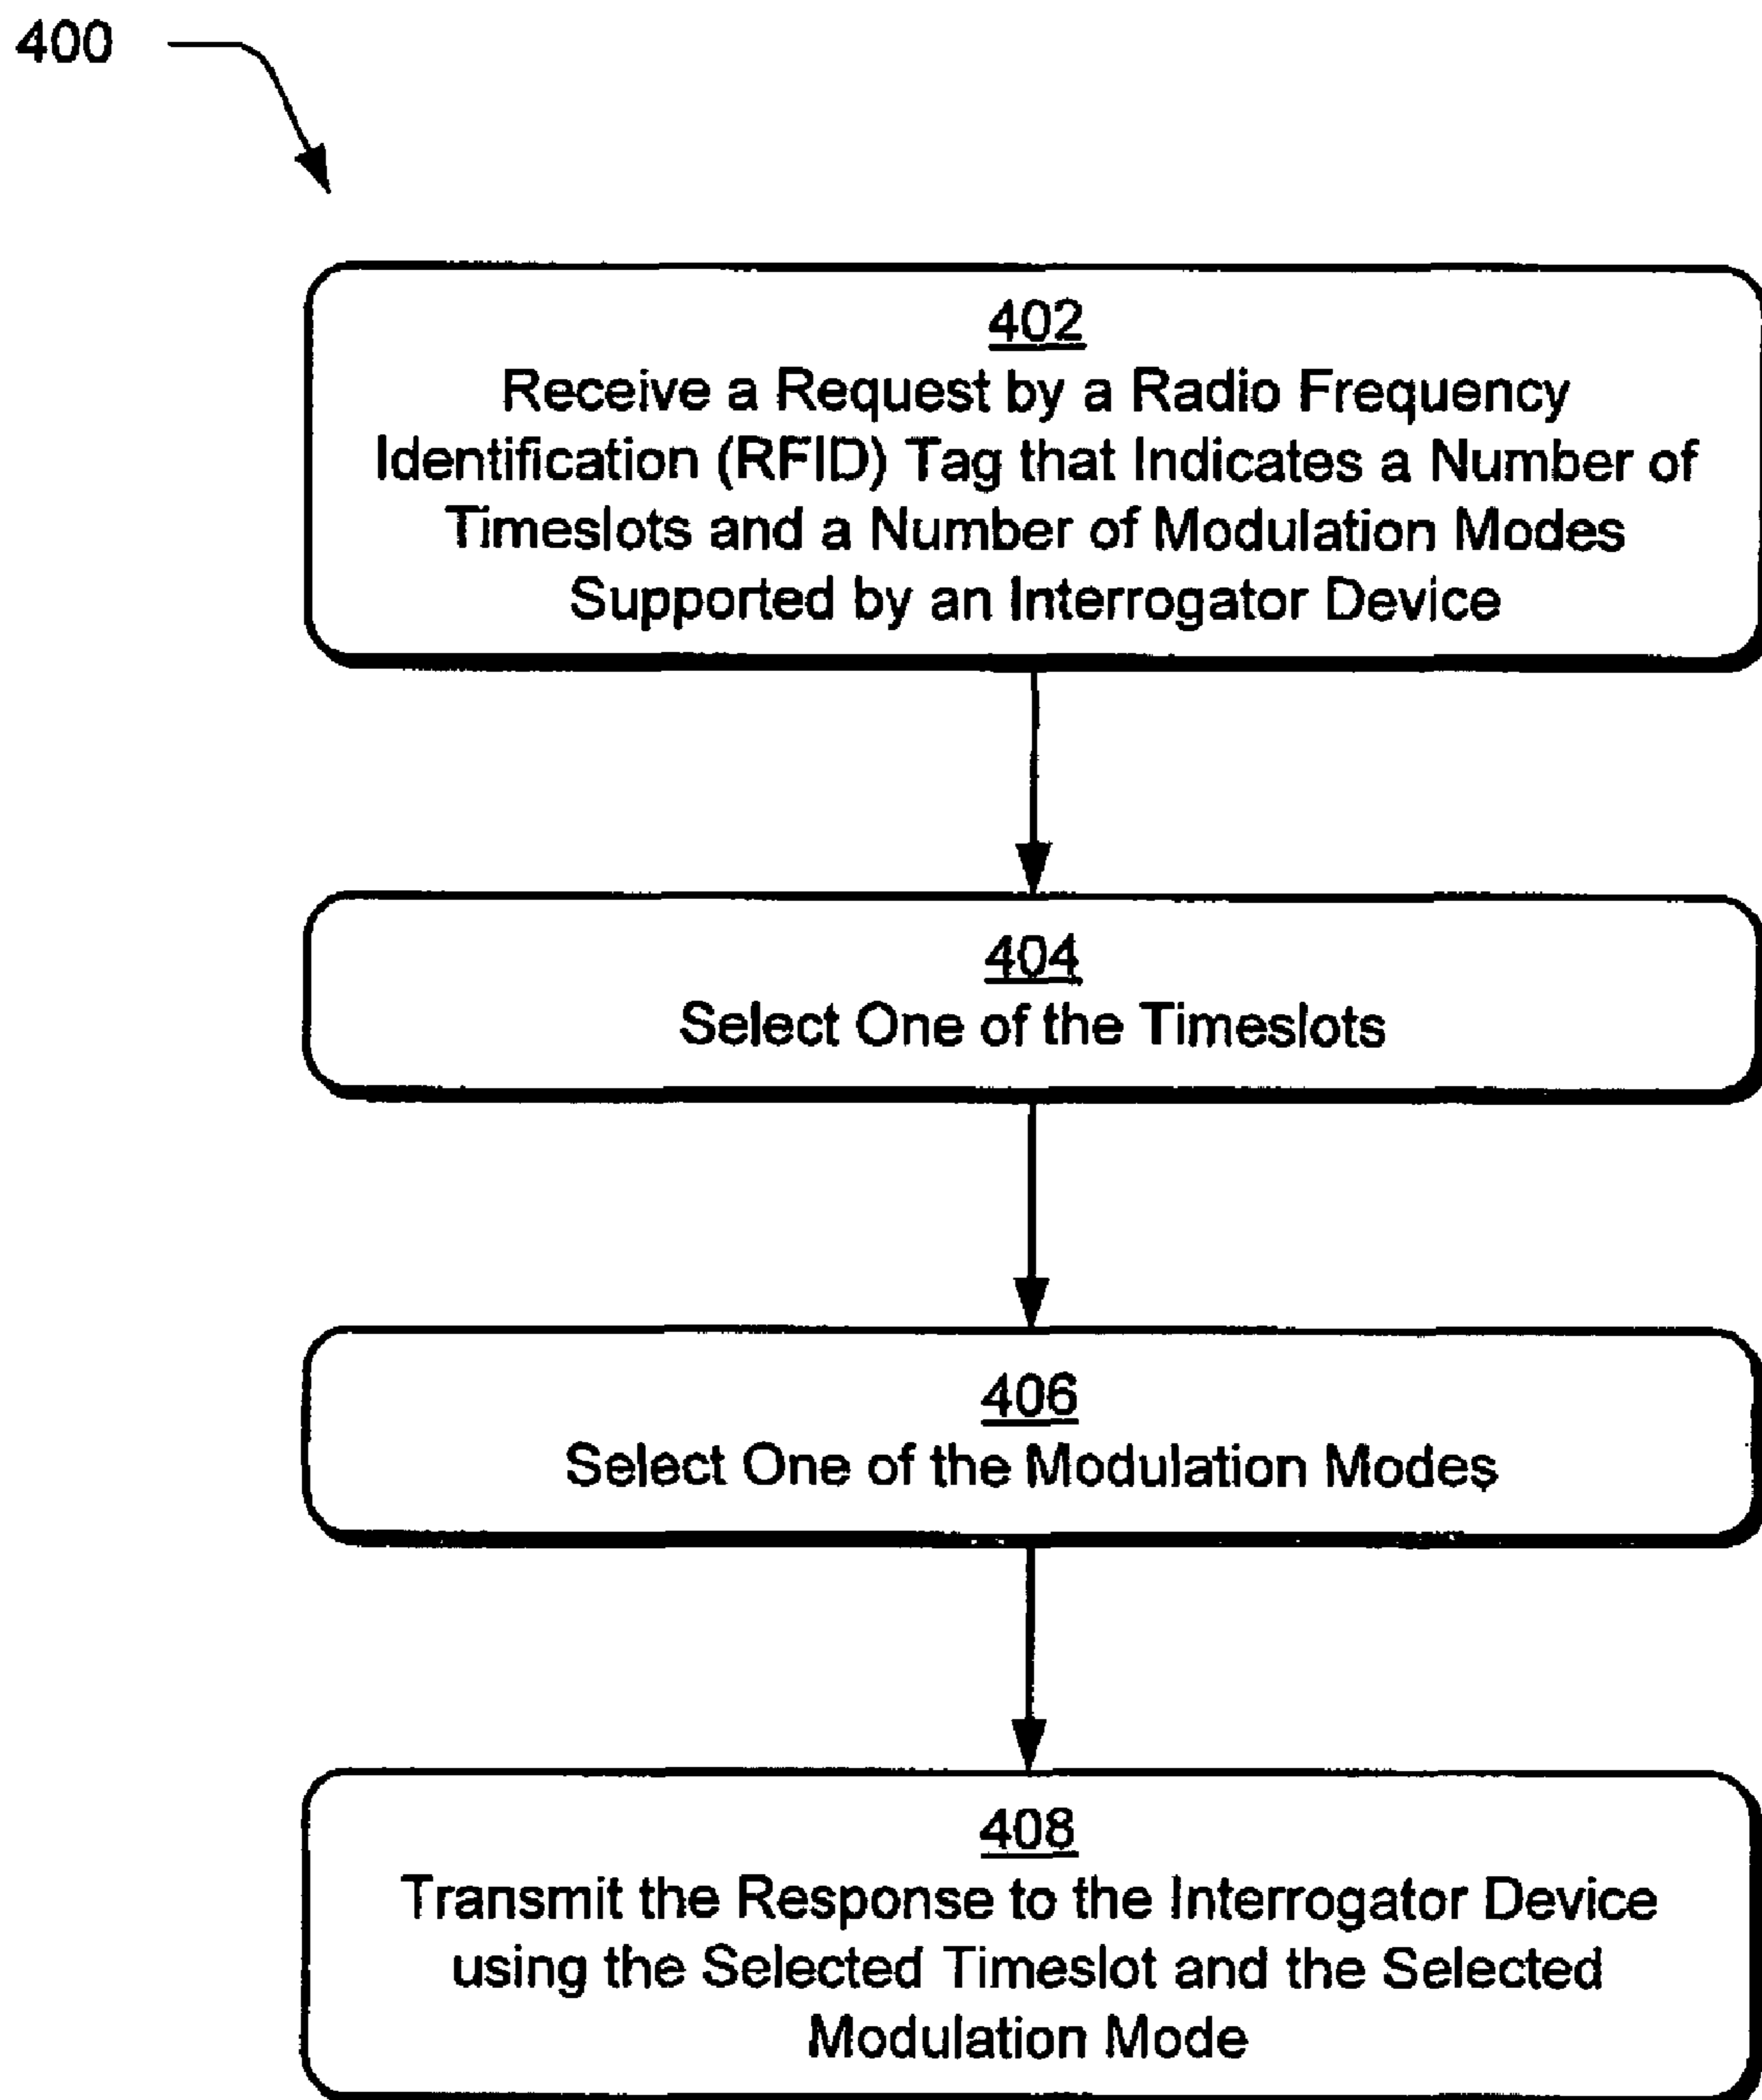 400
402
Receive a Request by a Radio Frequency
Identification (RFID) Tag that Indicates a Number of
Timeslots and a Number of Modulation Modes
Supported by an Interrogator Device
404
Select One of the Timeslots
406
Select One of the Modulation Modes
408
Transmit the Response to the Interrogator Device
using the Selected Timeslot and the Selected
Modulation Mode